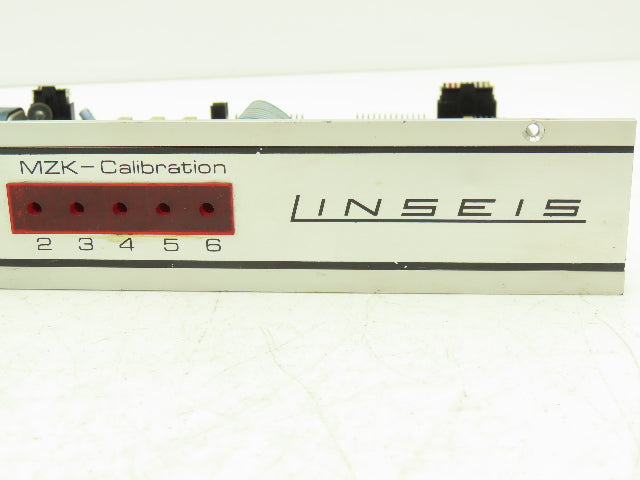 MZK-Calibration
LINSEIS
2 3 4 5 6